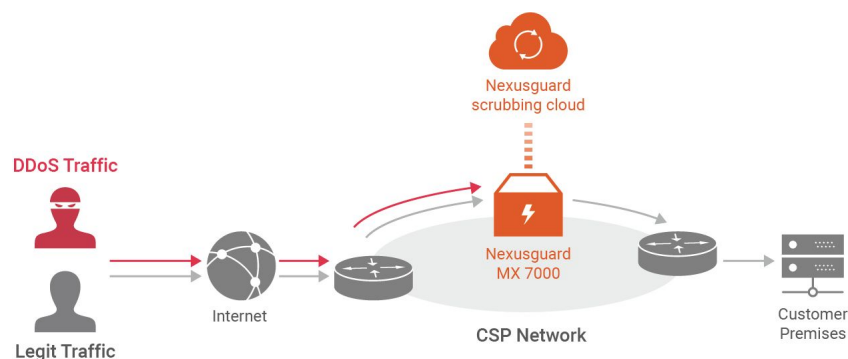 Nexusguard
scrubbing cloud
DDoS Traffic
Nexusguard
MX 7000
Internet
CSP Network
Customer
Premises
Legit Traffic